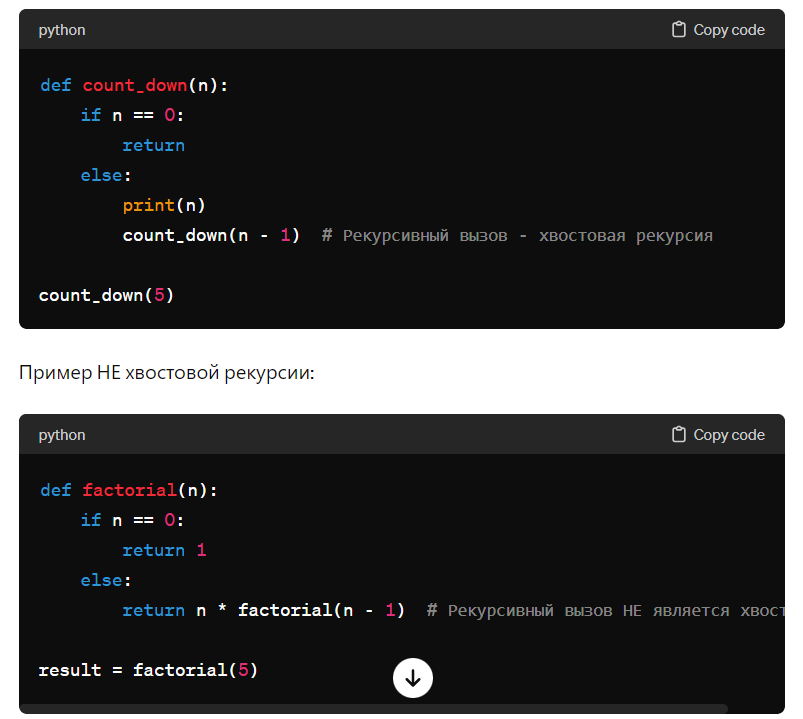 python
Copy code
def count_down(n):
    if n == 0:
        return
    else:
        print(n)
        count_down(n - 1)  # Рекурсивный вызов - хвостовая рекурсия
count_down(5)
Пример НЕ хвостовой рекурсии:
python
Copy code
def factorial(n):
    if n == 0:
        return 1
    else:
        return n * factorial(n - 1)  # Рекурсивный вызов НЕ является хвост
result = factorial(5)